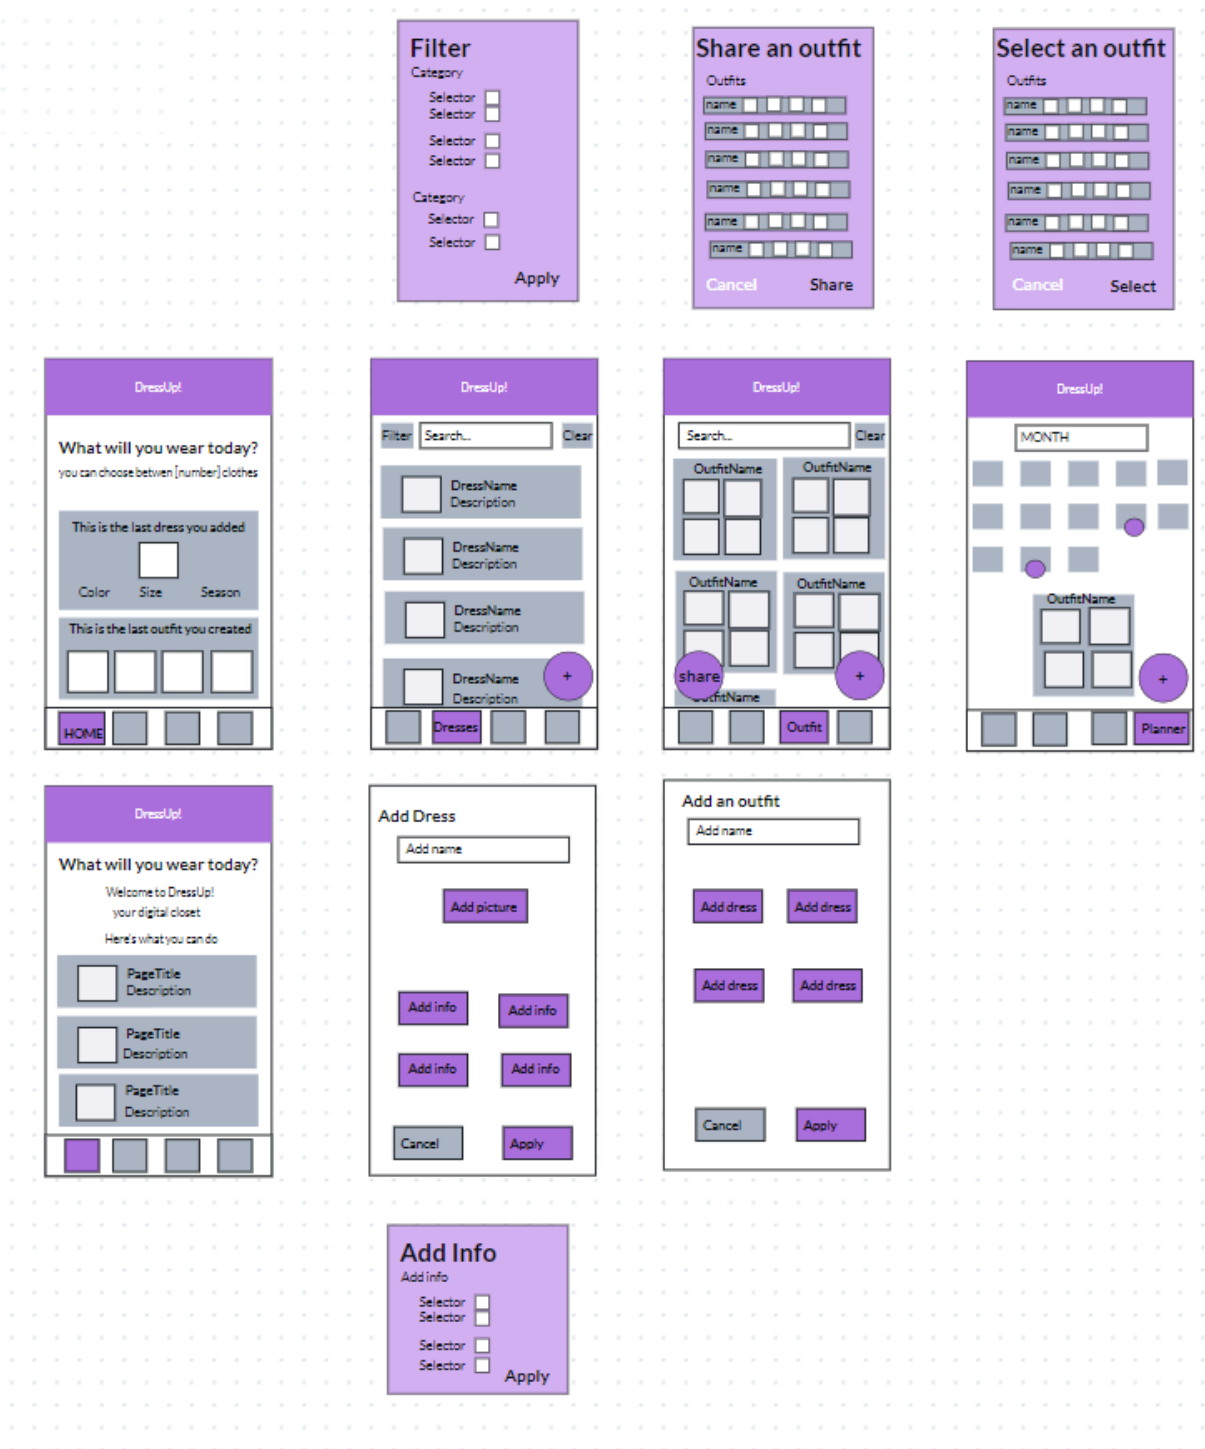 Filter
Category
Selector
Selector
Selector
Selector
Category
Selector
Selector
Apply
Share an outfit
Outfits
name
name
name
name
name
name
Cancel Share
Select an outfit
Outfits
name
name
name
name
name
name
Cancel Select
DressUp!
What will you wear today?
you can choose betwen [number] clothes
This is the last dress you added
Color Size Season
This is the last outfit you created
HOME
DressUp!
Filter Search... Clear
DressName
Description
DressName
Description
DressName
Description
DressName
Description
+
Dresses
DressUp!
Search... Clear
OutfitName OutfitName
OutfitName OutfitName
share +
OutfitName
Outfit
DressUp!
MONTH
OutfitName
+
Planner
DressUp!
What will you wear today?
Welcome to DressUp!
your digital closet
Here's what you can do
PageTitle
Description
PageTitle
Description
PageTitle
Description
Add Dress
Add name
Add picture
Add info Add info
Add info Add info
Cancel Apply
Add an outfit
Add name
Add dress Add dress
Add dress Add dress
Cancel Apply
Add Info
Add info
Selector
Selector
Selector
Selector
Apply